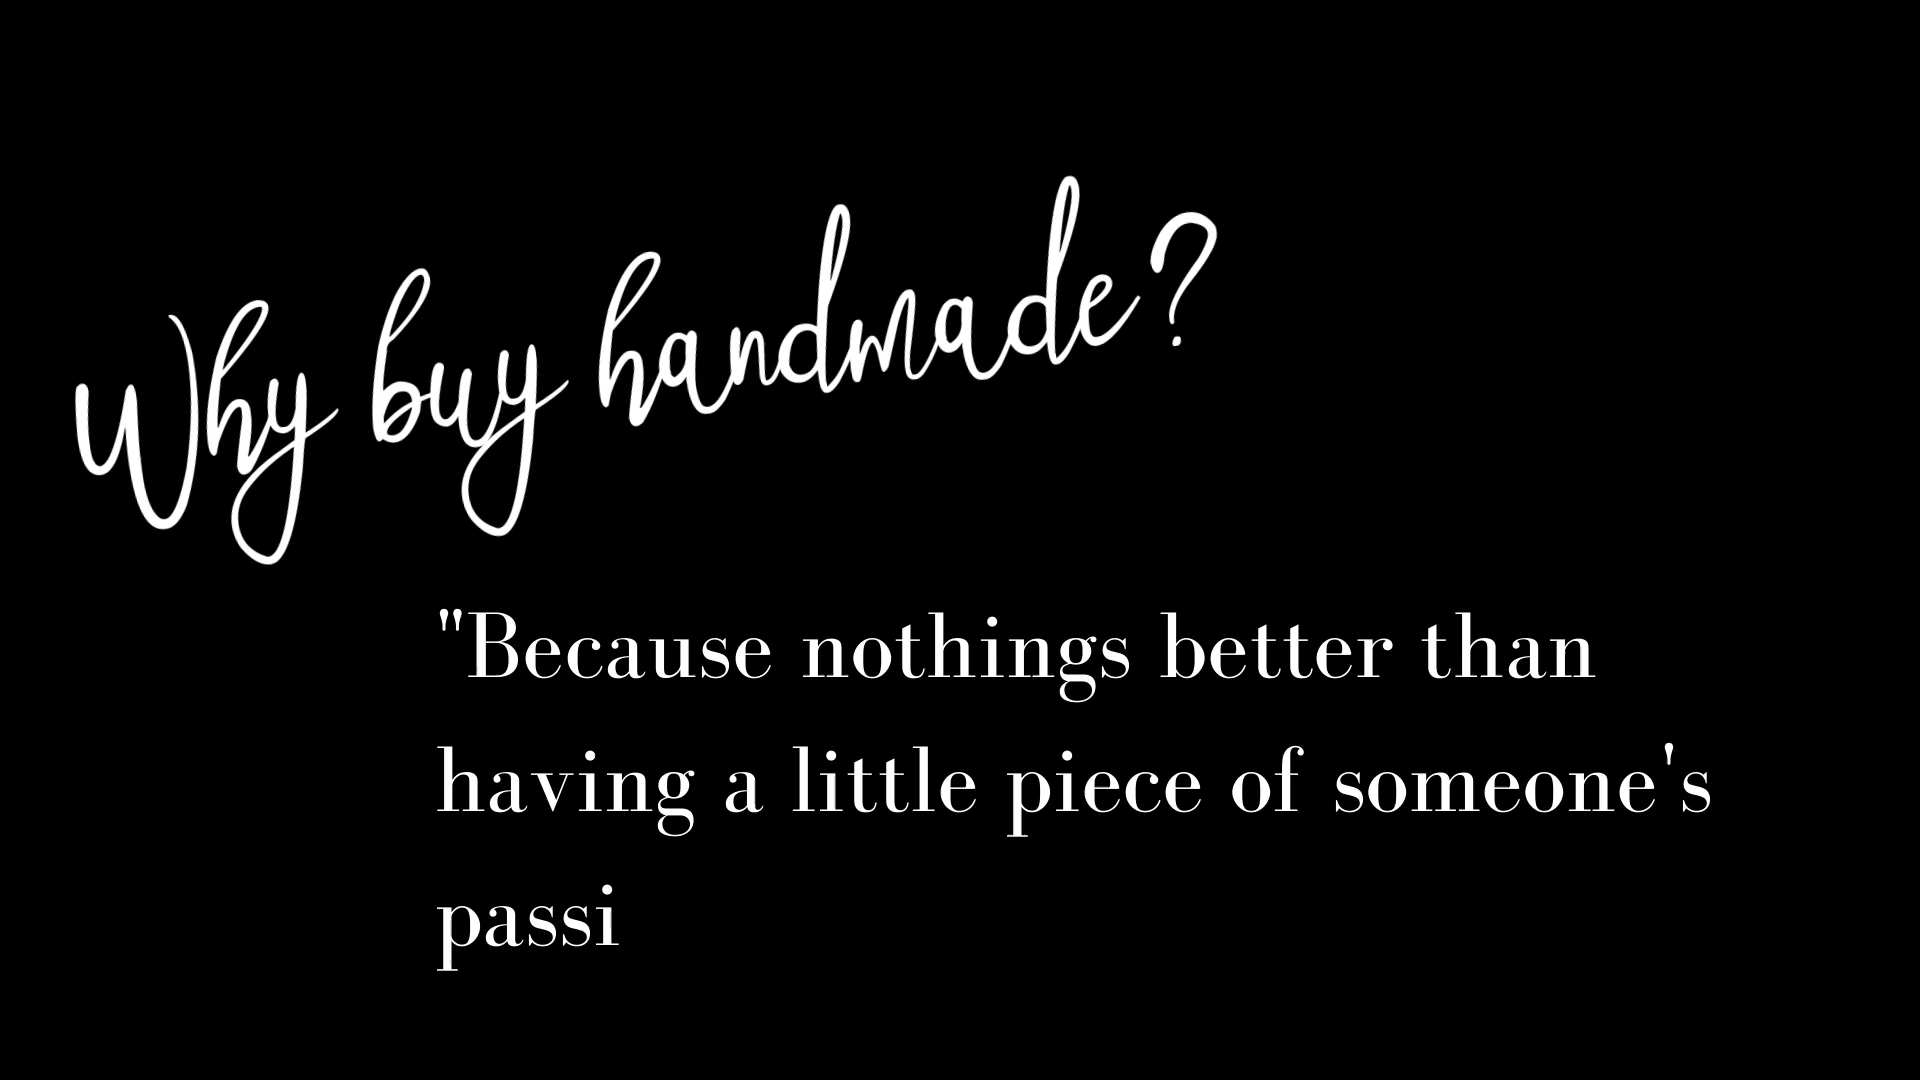 Why buy handmade?
"Because nothings better than
having a little piece of someone's
passi